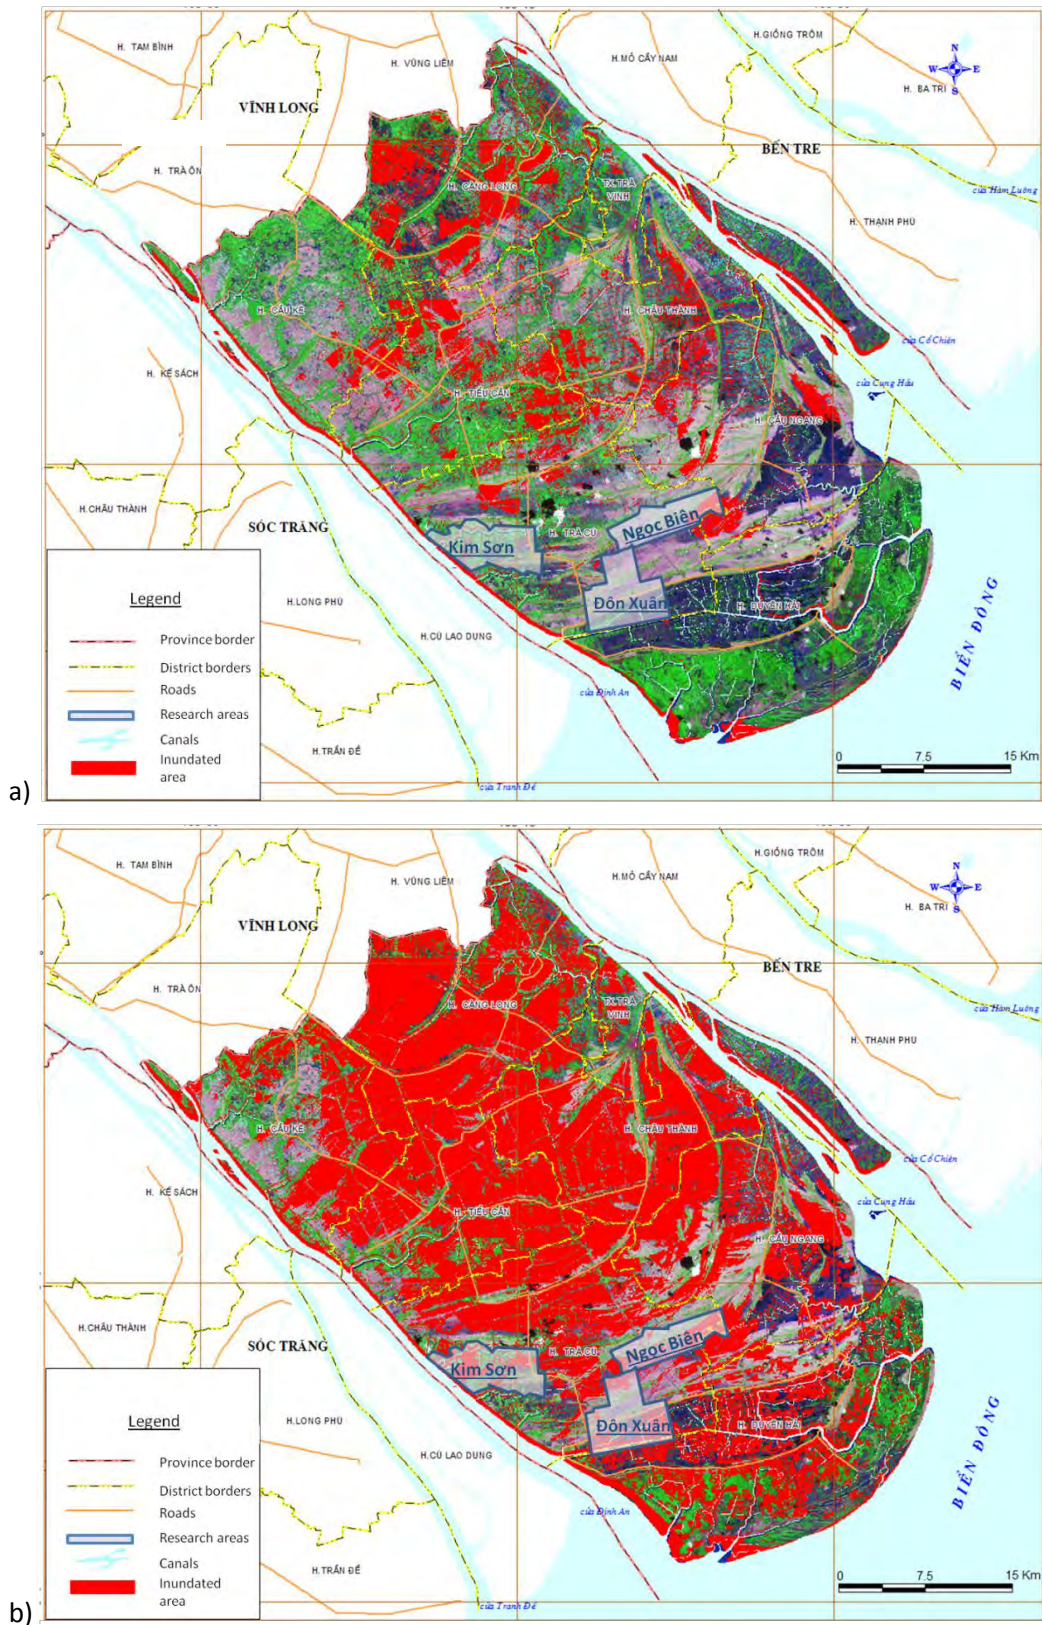 H. TAM BÌNH
H. VŨNG LIÊM
H.MỎ CẦY NAM
H.GIỒNG TRÔM
N
W
E
S
H. BA TRI
VĨNH LONG
BẾN TRE
H. TRÀ ÔN
H. CÀNG LONG
TX.TRÀ
VINH
cửa Hàm Luông
H. THẠNH PHÚ
H. CẦU KÈ
H. CHÂU THÀNH
cửa Cổ Chiên
H. KẾ SÁCH
H. TIỂU CẦN
cửa Cung Hầu
H. CẦU NGANG
H.CHÂU THÀNH
SÓC TRĂNG
Kim Sơn
H. TRÀ CÚ
Ngọc Biên
Đôn Xuân
H. DUYÊN HẢI
BIỂN ĐÔNG
Legend
Province border
District borders
Roads
Research areas
Canals
Inundated
area
H.LONG PHÚ
H.CÙ LAO DUNG
cửa Định An
H.TRẦN ĐỀ
cửa Tranh Đề
0 7.5 15 Km
a)
H. TAM BÌNH
H. VŨNG LIÊM
H.MỎ CẦY NAM
H.GIỒNG TRÔM
N
W
E
S
H. BA TRI
VĨNH LONG
BẾN TRE
H. TRÀ ÔN
H. CÀNG LONG
TX.TRÀ
VINH
cửa Hàm Luông
H. THẠNH PHÚ
H. CẦU KÈ
H. CHÂU THÀNH
cửa Cổ Chiên
H. KẾ SÁCH
H. TIỂU CẦN
cửa Cung Hầu
H. CẦU NGANG
H.CHÂU THÀNH
SÓC TRĂNG
Kim Sơn
H. TRÀ CÚ
Ngọc Biên
Đôn Xuân
H. DUYÊN HẢI
BIỂN ĐÔNG
Legend
Province border
District borders
Roads
Research areas
Canals
Inundated
area
H.LONG PHÚ
H.CÙ LAO DUNG
cửa Định An
H.TRẦN ĐỀ
cửa Tranh Đề
0 7.5 15 Km
b)